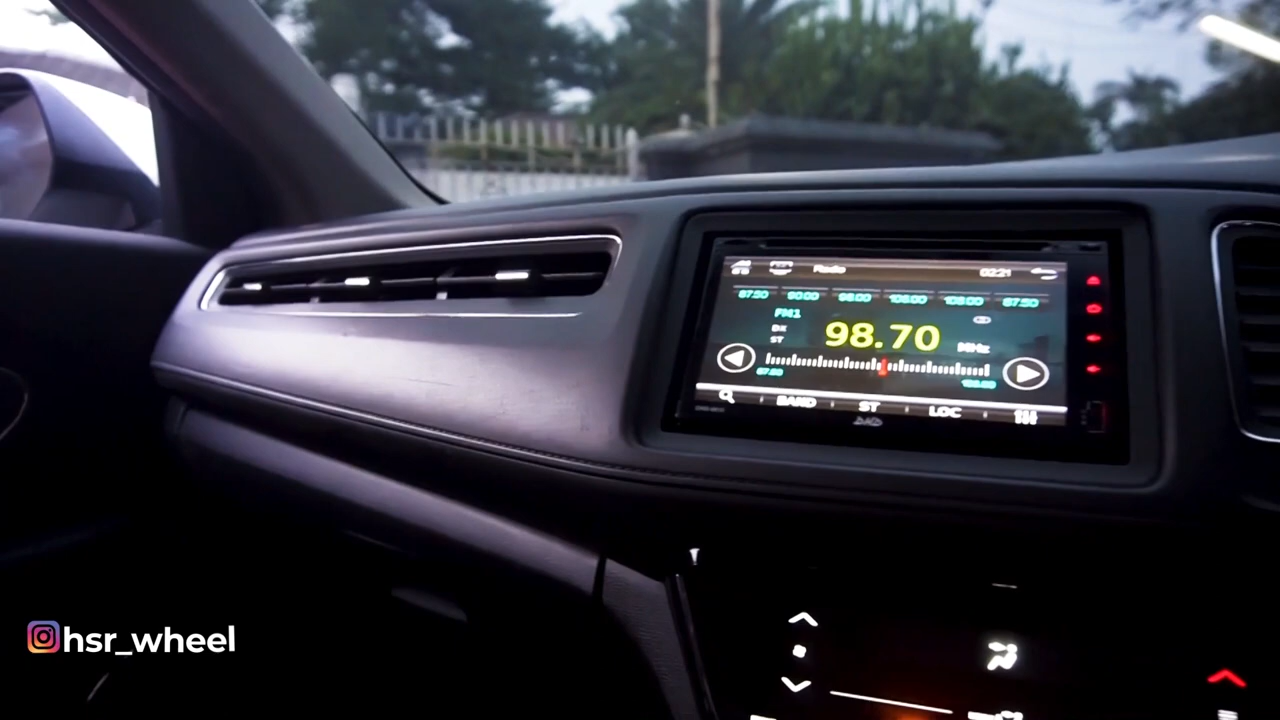 Radio 02:21
87.50 90.00 98.00 106.00 108.00 87.50
FM1
DX
ST
98.70 MHz
87.50 108.00
BAND ST LOC
hsr_wheel